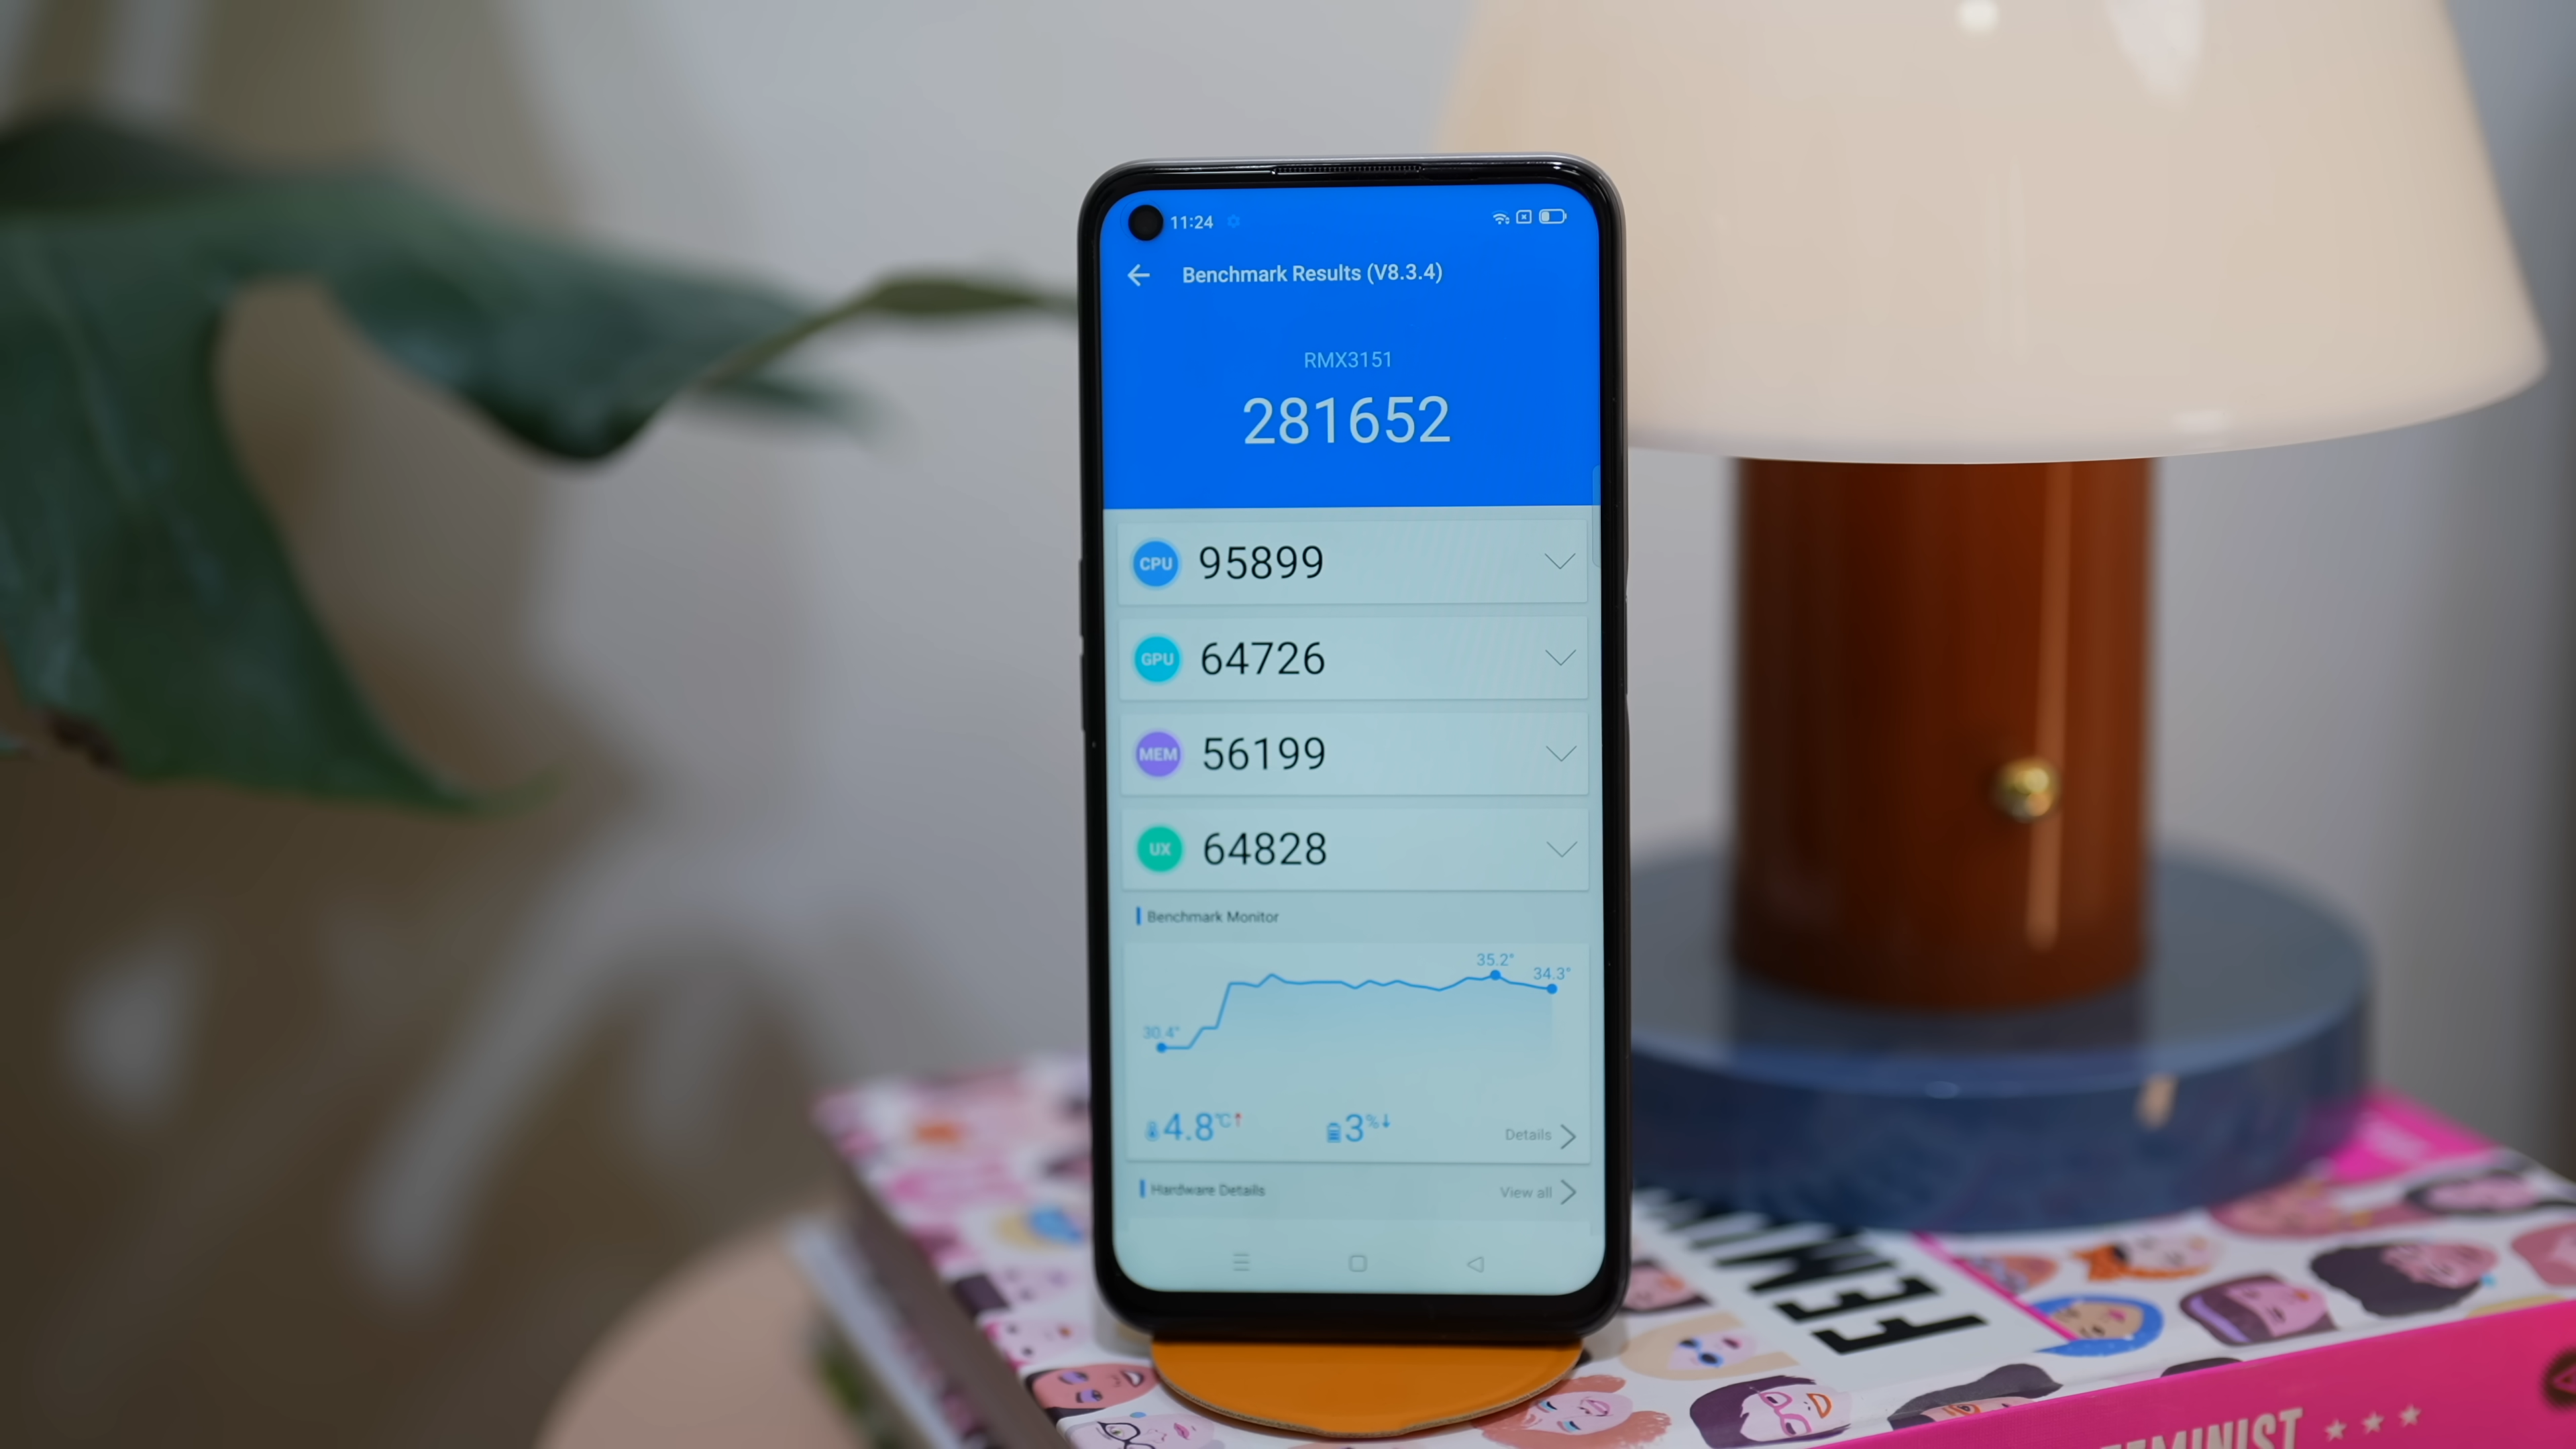 11:24
Benchmark Results (V8.3.4)
RMX3151
281652
CPU 95899
GPU 64726
MEM 56199
UX 64828
Benchmark Monitor
35.2°
34.3°
30.4°
4.8°C↑
3%↓
Details
Hardware Details
View all